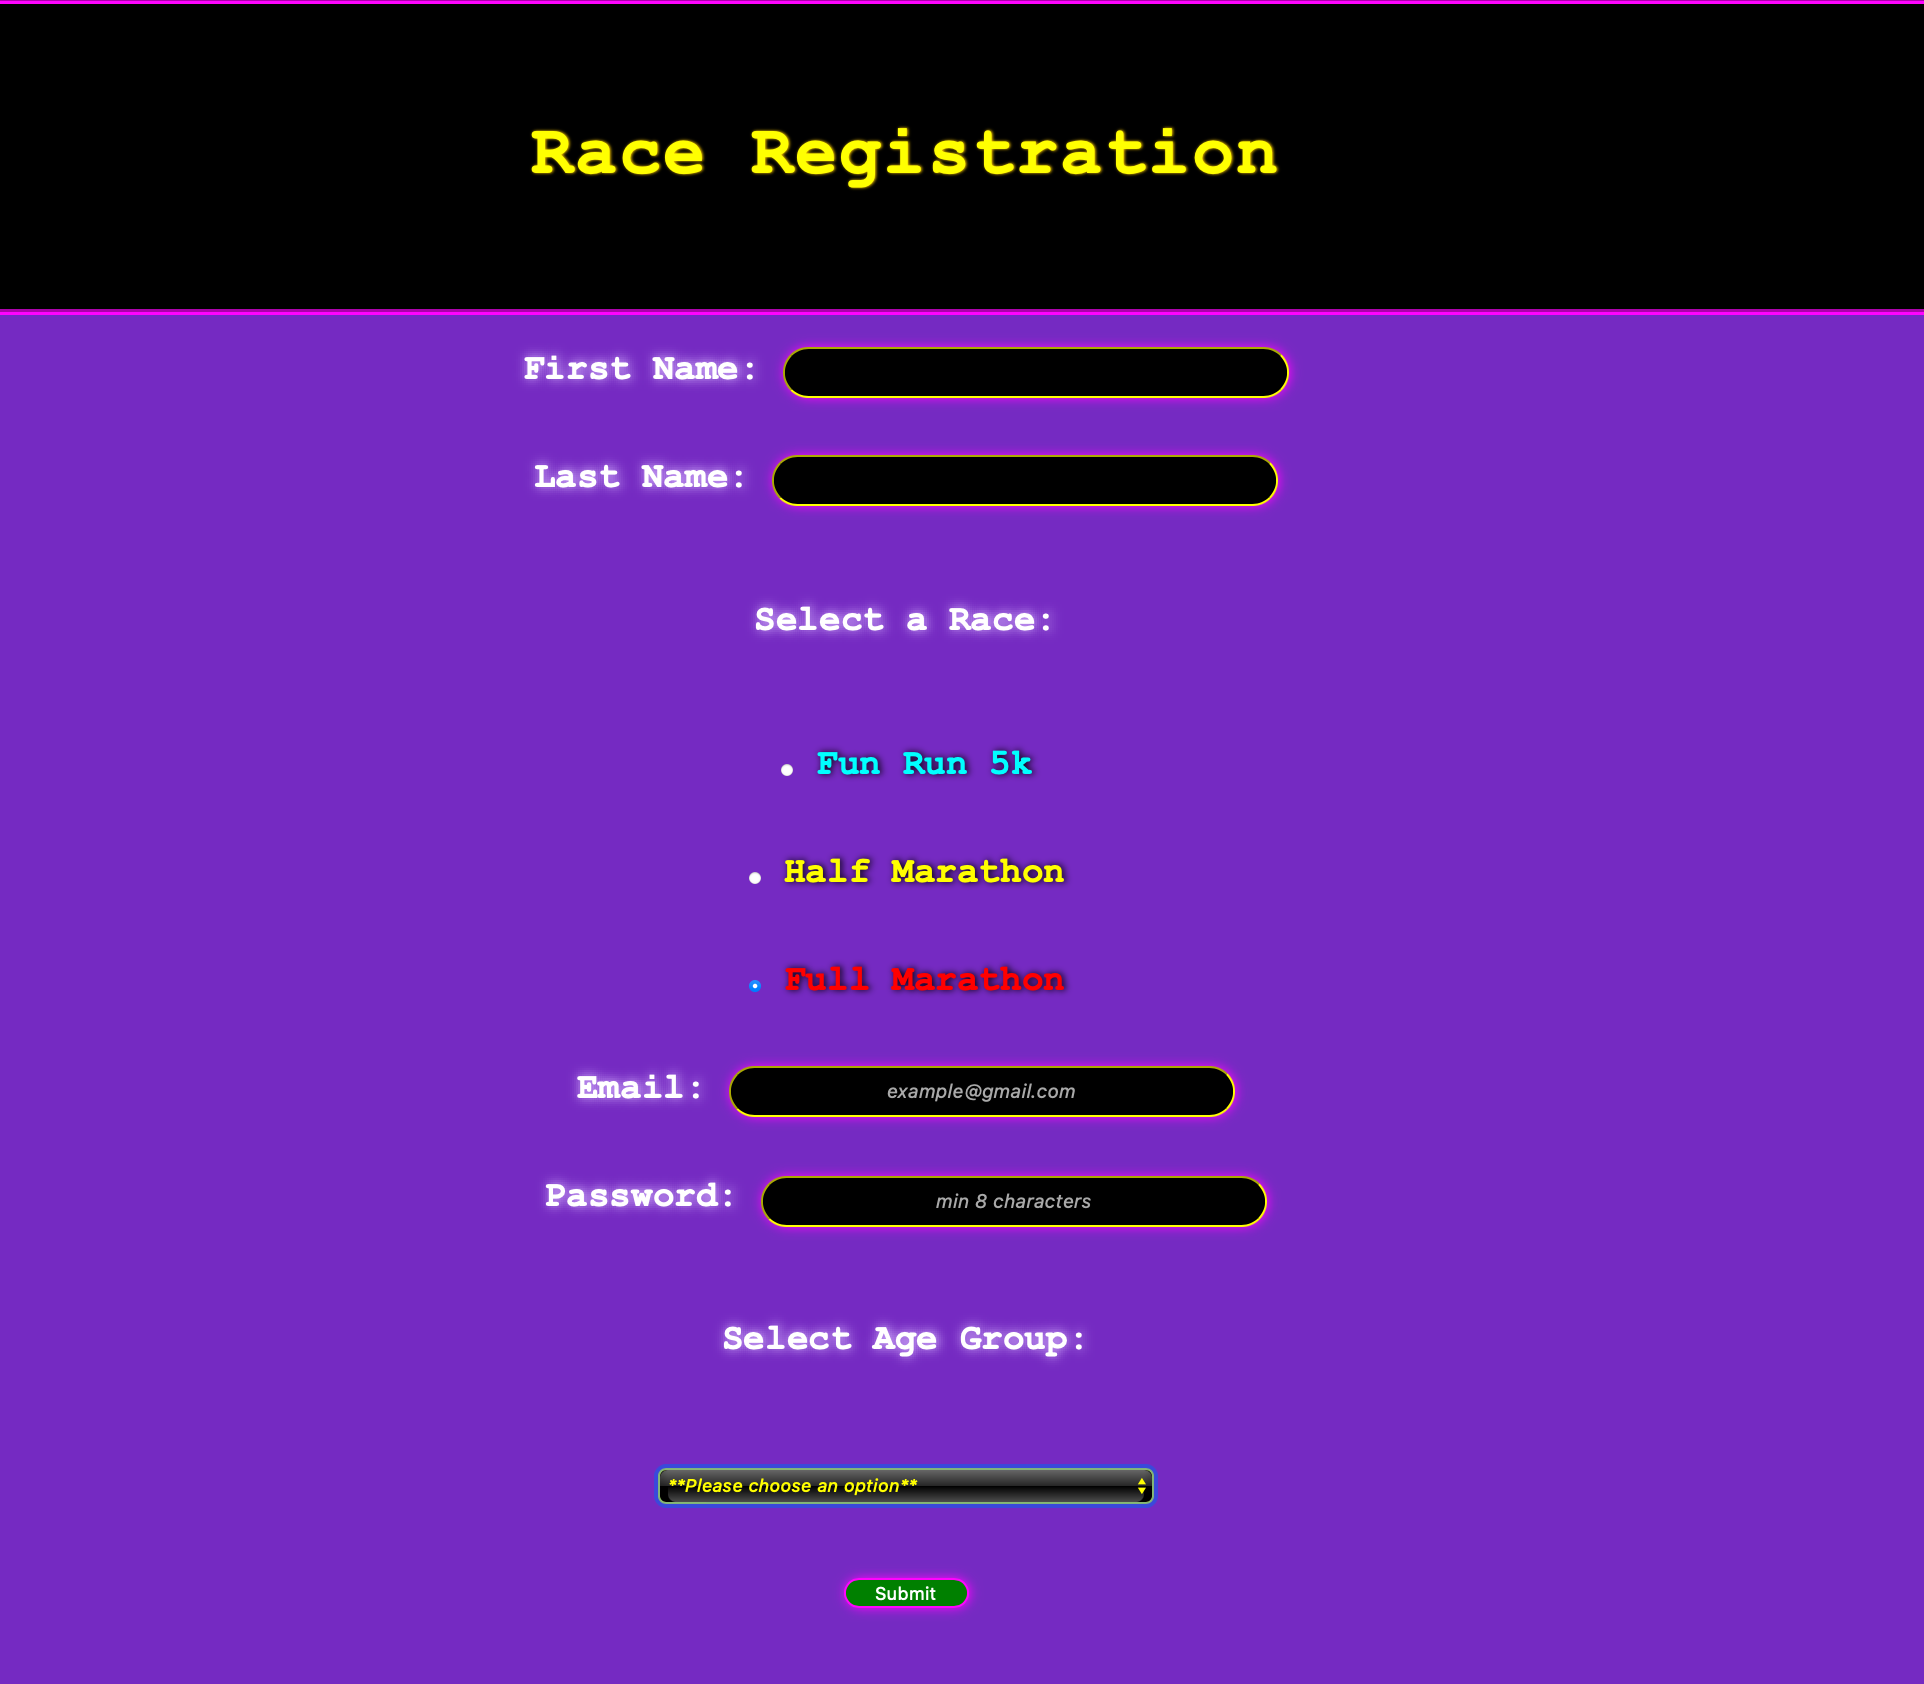 Race Registration
First Name:
Last Name:
Select a Race:
Fun Run 5k
Half Marathon
Full Marathon
Email: example@gmail.com
Password: min 8 characters
Select Age Group:
**Please choose an option**
Submit